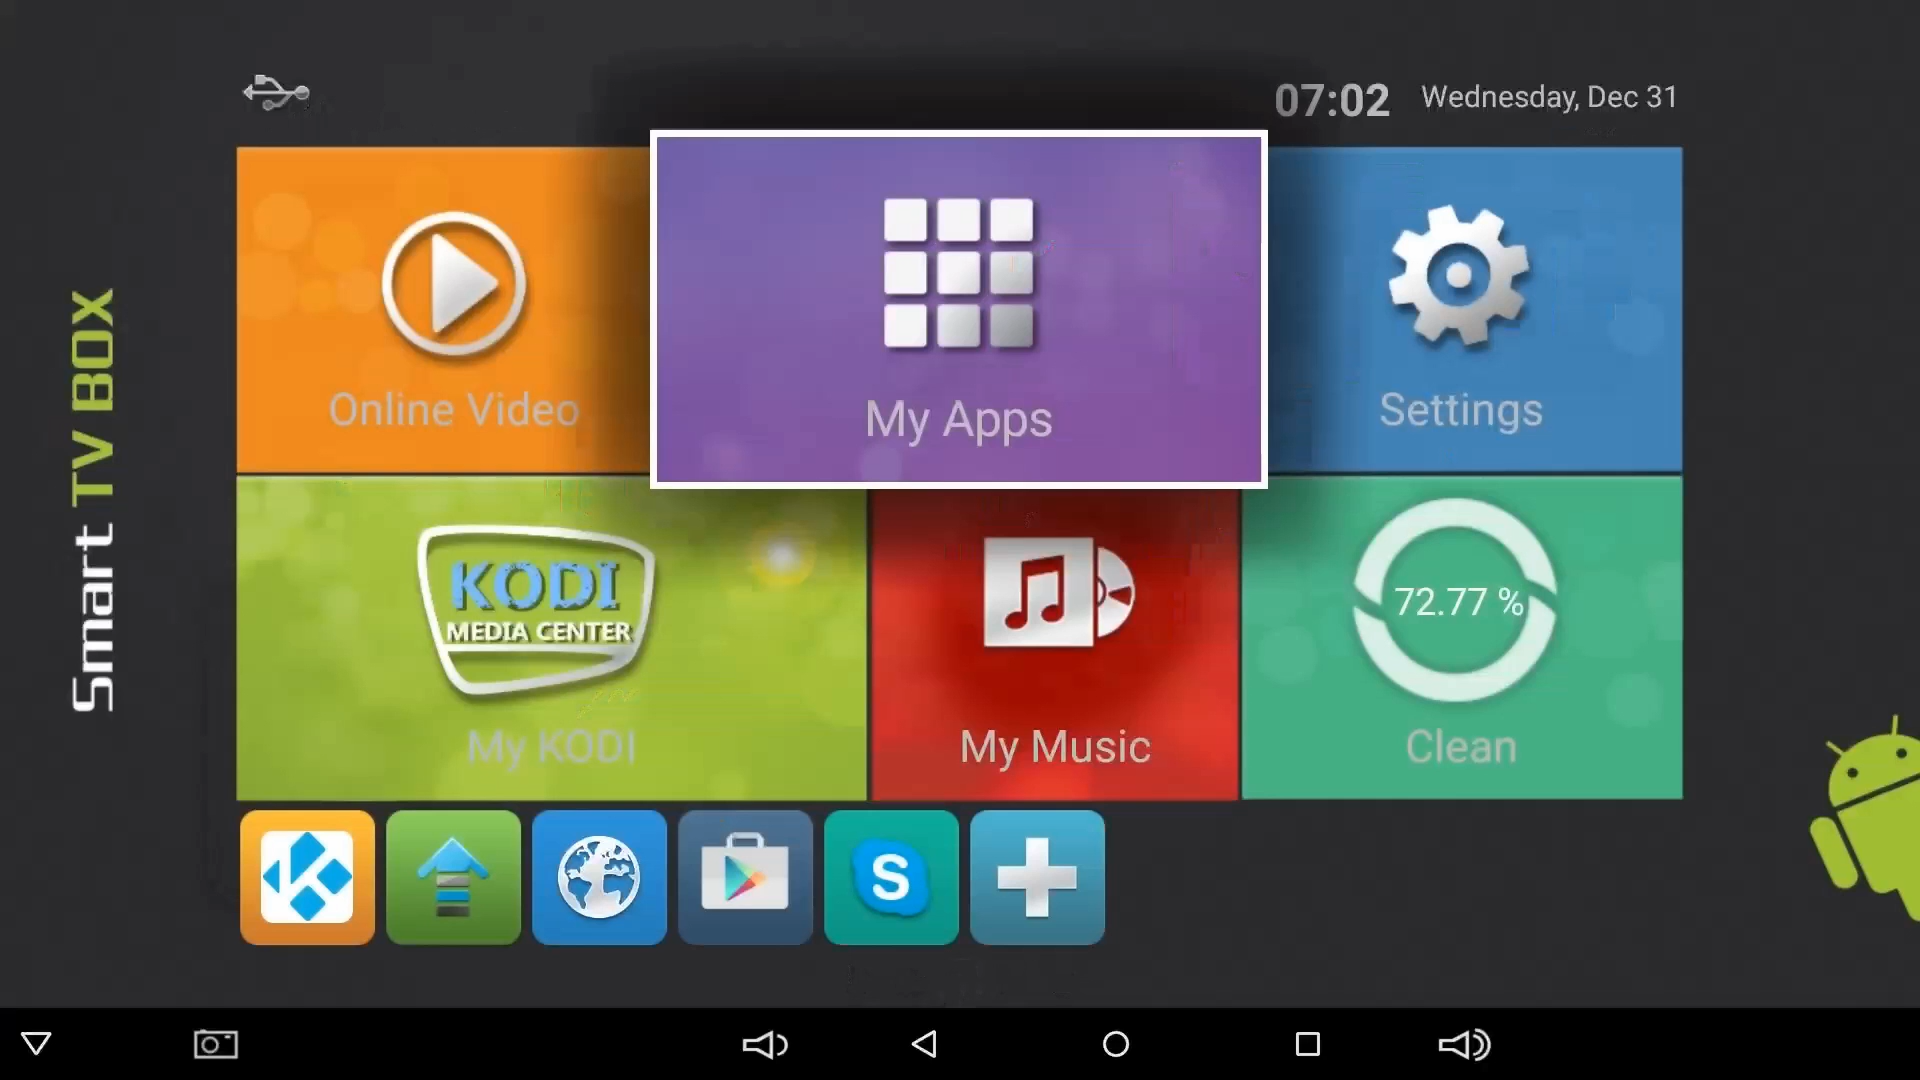 07:02 Wednesday, Dec 31
Smart TV BOX
Online Video
My Apps
Settings
KODI
MEDIA CENTER
My KODI
My Music
72.77 %
Clean
S